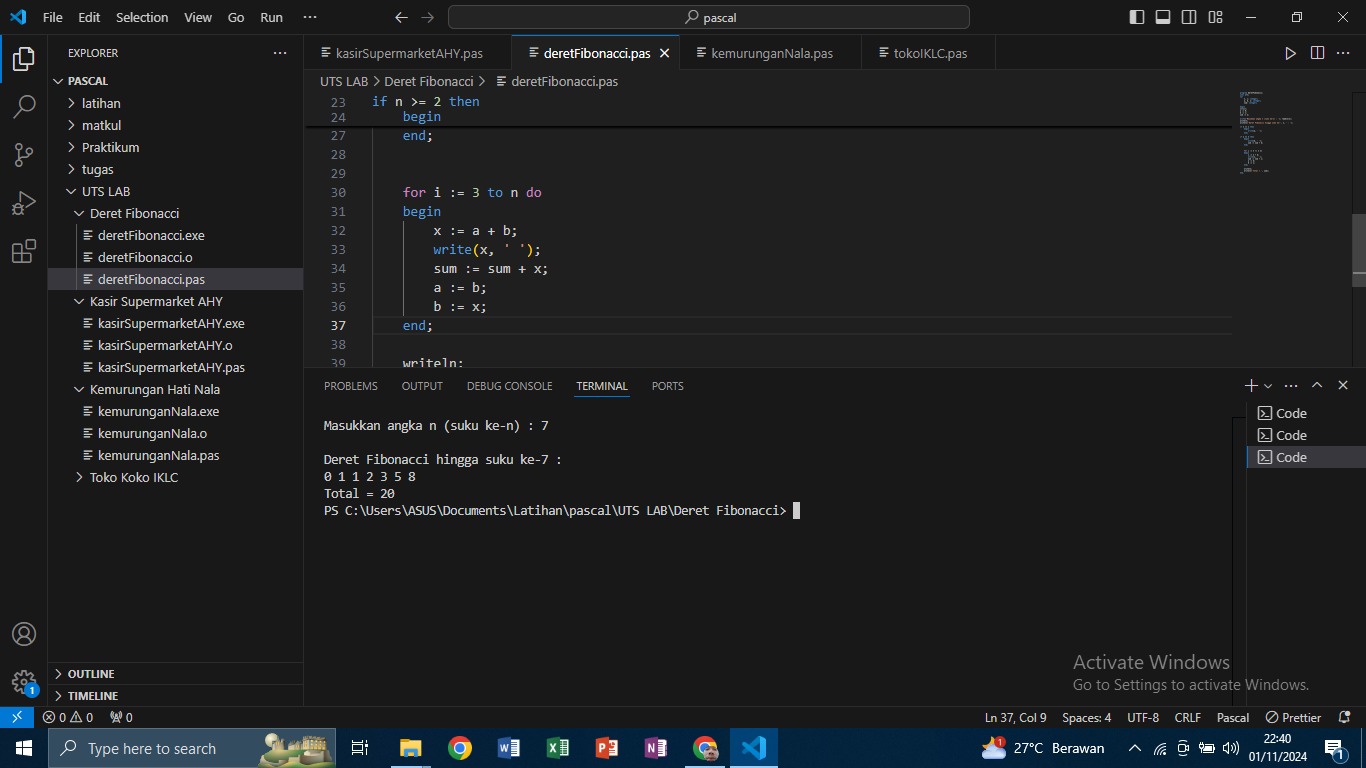 File Edit Selection View Go Run ···
pascal
EXPLORER ···
PASCAL
latihan
matkul
Praktikum
tugas
UTS LAB
Deret Fibonacci
deretFibonacci.exe
deretFibonacci.o
deretFibonacci.pas
Kasir Supermarket AHY
kasirSupermarketAHY.exe
kasirSupermarketAHY.o
kasirSupermarketAHY.pas
Kemurungan Hati Nala
kemurunganNala.exe
kemurunganNala.o
kemurunganNala.pas
Toko Koko IKLC
OUTLINE
TIMELINE
kasirSupermarketAHY.pas deretFibonacci.pas kemurunganNala.pas tokoIKLC.pas
UTS LAB > Deret Fibonacci > deretFibonacci.pas
23 if n >= 2 then
24 begin
27 end;
28
29
30 for i := 3 to n do
31 begin
32 x := a + b;
33 write(x, ' ');
34 sum := sum + x;
35 a := b;
36 b := x;
37 end;
38
39 writeln;
PROBLEMS OUTPUT DEBUG CONSOLE TERMINAL PORTS
Masukkan angka n (suku ke-n) : 7
Deret Fibonacci hingga suku ke-7 :
0 1 1 2 3 5 8
Total = 20
PS C:\Users\ASUS\Documents\Latihan\pascal\UTS LAB\Deret Fibonacci>
Code
Code
Code
Activate Windows
Go to Settings to activate Windows.
1
0 0 0 Ln 37, Col 9 Spaces: 4 UTF-8 CRLF Pascal Prettier
Type here to search
1 27°C Berawan
22:40
01/11/2024
1